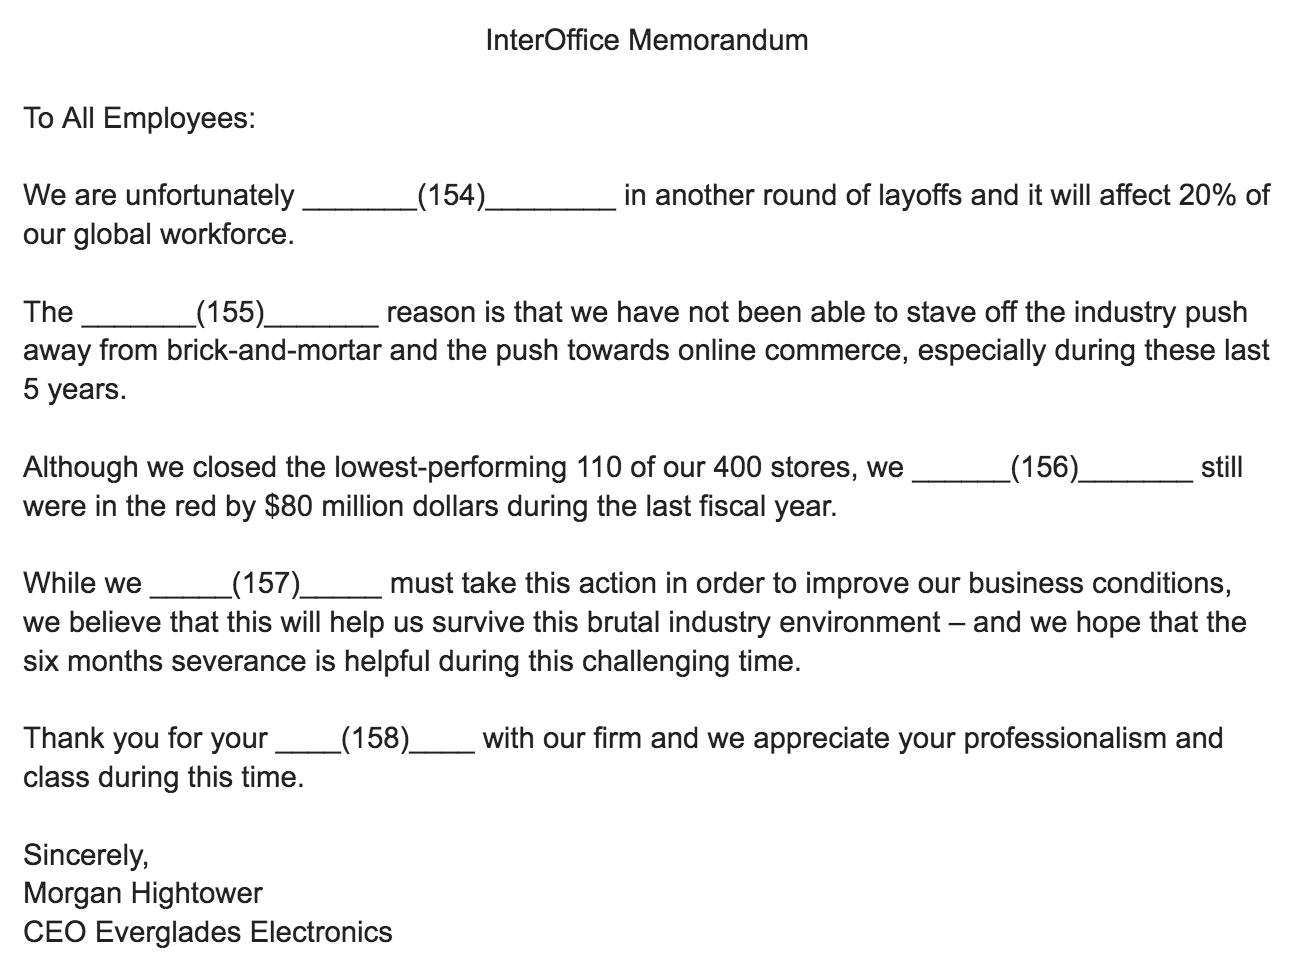 InterOffice Memorandum
To All Employees:
We are unfortunately _______(154)________ in another round of layoffs and it will affect 20% of
our global workforce.
The _______(155)_______ reason is that we have not been able to stave off the industry push
away from brick-and-mortar and the push towards online commerce, especially during these last
5 years.
Although we closed the lowest-performing 110 of our 400 stores, we ______(156)_______ still
were in the red by $80 million dollars during the last fiscal year.
While we _____(157)_____ must take this action in order to improve our business conditions,
we believe that this will help us survive this brutal industry environment – and we hope that the
six months severance is helpful during this challenging time.
Thank you for your ____(158)____ with our firm and we appreciate your professionalism and
class during this time.
Sincerely,
Morgan Hightower
CEO Everglades Electronics